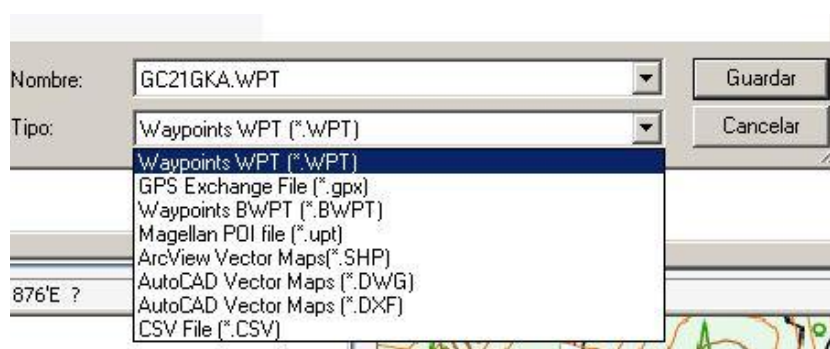 Nombre: GC21GKA.WPT Guardar
Tipo: Waypoints WPT (*.WPT) Cancelar
Waypoints WPT (*.WPT)
GPS Exchange File (*.gpx)
Waypoints BWPT (*.BWPT)
Magellan POI file (*.upt)
ArcView Vector Maps(*.SHP)
AutoCAD Vector Maps (*.DWG)
876'E ?
AutoCAD Vector Maps (*.DXF)
CSV File (*.CSV)